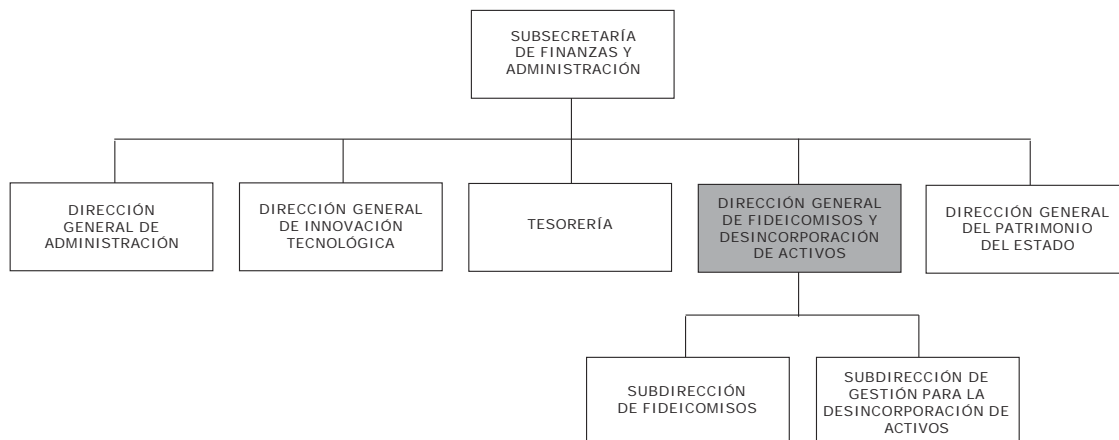 SUBSECRETARÍA
DE FINANZAS Y
ADMINISTRACIÓN
DIRECCIÓN
GENERAL DE
ADMINISTRACIÓN
DIRECCIÓN GENERAL
DE INNOVACIÓN
TECNOLÓGICA
TESORERÍA
DIRECCIÓN GENERAL
DE FIDEICOMISOS Y
DESINCORPORACIÓN
DE ACTIVOS
DIRECCIÓN GENERAL
DEL PATRIMONIO
DEL ESTADO
SUBDIRECCIÓN
DE FIDEICOMISOS
SUBDIRECCIÓN DE
GESTIÓN PARA LA
DESINCORPORACIÓN DE
ACTIVOS